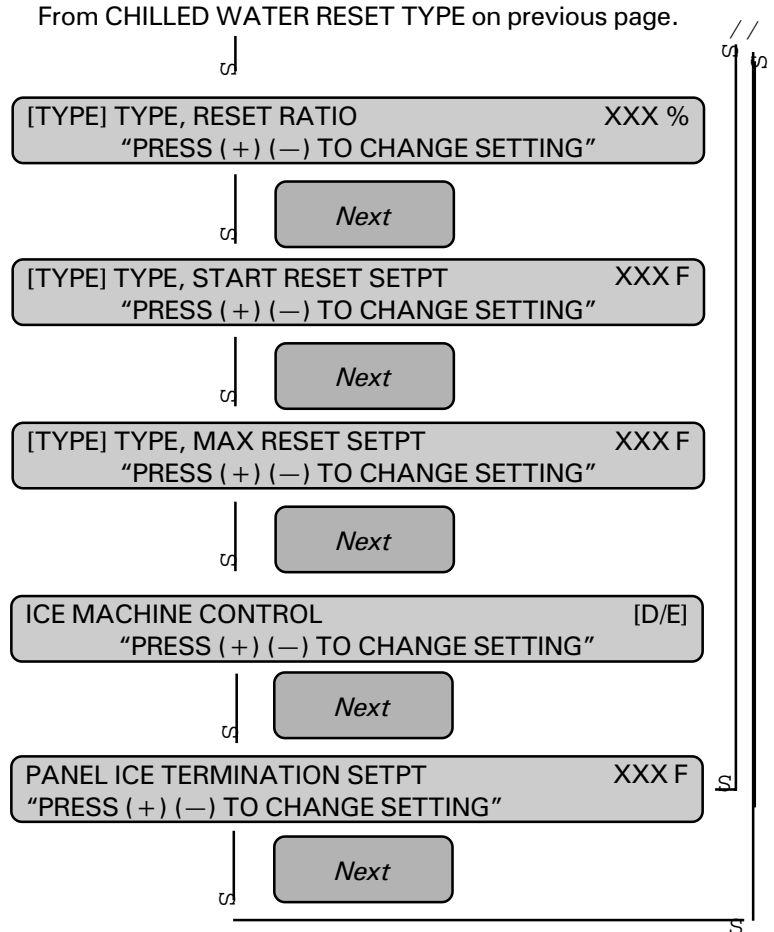 From CHILLED WATER RESET TYPE on previous page.
[TYPE] TYPE, RESET RATIO XXX %
“PRESS (+) (—) TO CHANGE SETTING”
Next
[TYPE] TYPE, START RESET SETPT XXX F
“PRESS (+) (—) TO CHANGE SETTING”
Next
[TYPE] TYPE, MAX RESET SETPT XXX F
“PRESS (+) (—) TO CHANGE SETTING”
Next
ICE MACHINE CONTROL [D/E]
“PRESS (+) (—) TO CHANGE SETTING”
Next
PANEL ICE TERMINATION SETPT XXX F
“PRESS (+) (—) TO CHANGE SETTING”
Next